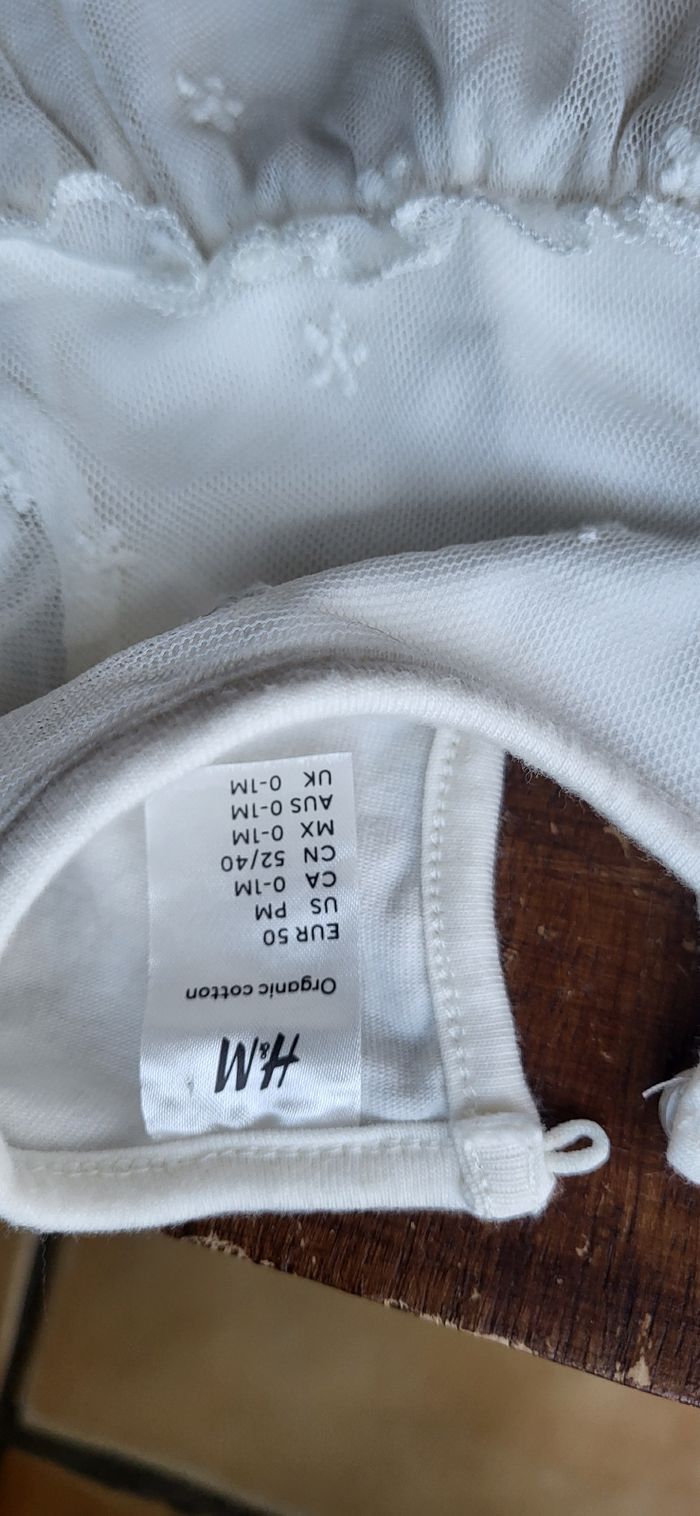 H&M
Organic cotton
EUR 50
US PM
CA 0-1M
CN 52/40
MX 0-1M
AUS 0-1M
UK 0-1M